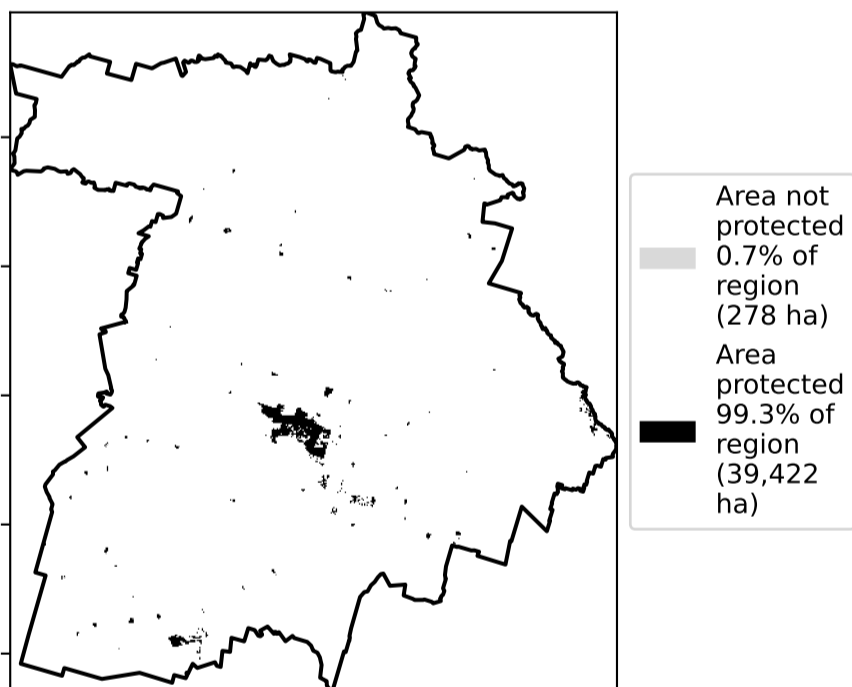 Area not
protected
0.7% of
region
(278 ha)
Area
protected
99.3% of
region
(39,422
ha)